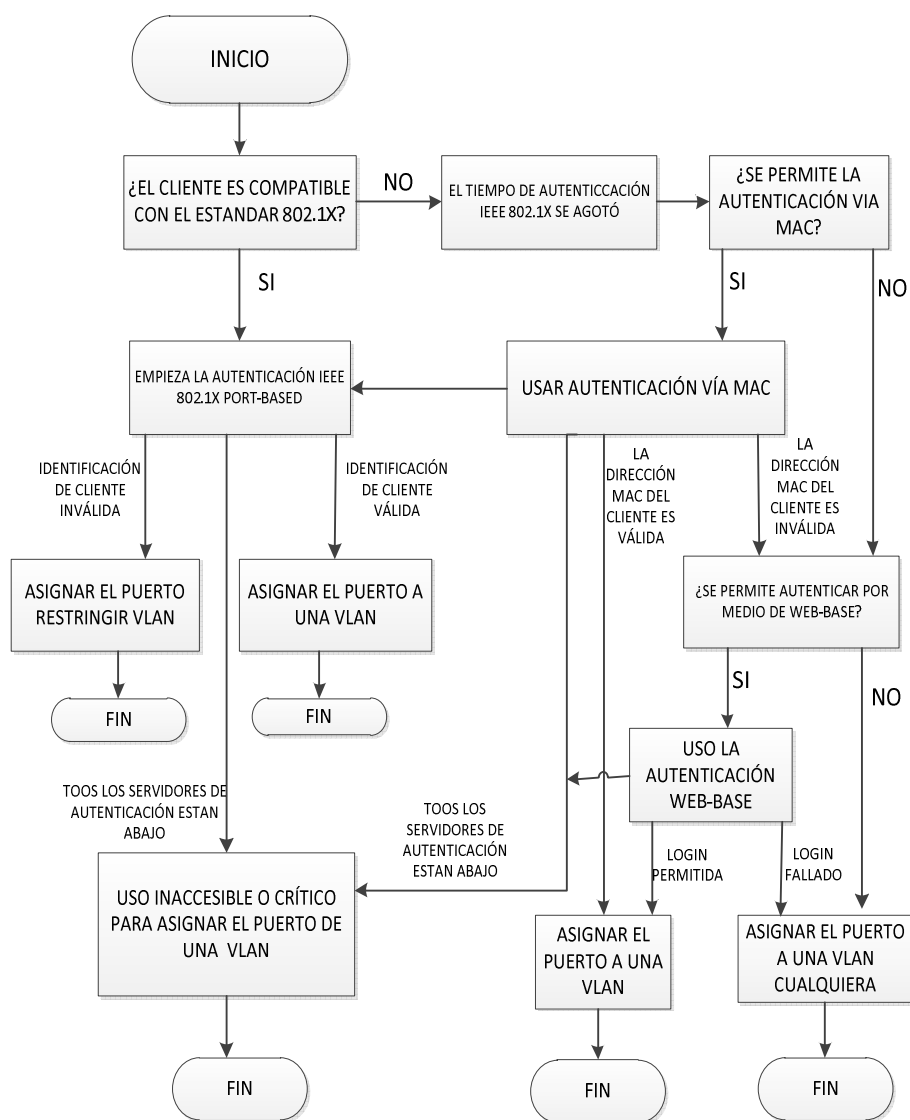 INICIO
¿EL CLIENTE ES COMPATIBLE
CON EL ESTANDAR 802.1X?
NO
EL TIEMPO DE AUTENTICCACIÓN
IEEE 802.1X SE AGOTÓ
¿SE PERMITE LA
AUTENTICACIÓN VIA
MAC?
SI
SI
NO
EMPIEZA LA AUTENTICACIÓN IEEE
802.1X PORT-BASED
USAR AUTENTICACIÓN VÍA MAC
IDENTIFICACIÓN
DE CLIENTE
INVÁLIDA
IDENTIFICACIÓN
DE CLIENTE
VÁLIDA
LA
DIRECCIÓN
MAC DEL
CLIENTE ES
VÁLIDA
LA
DIRECCIÓN
MAC DEL
CLIENTE ES
INVÁLIDA
ASIGNAR EL PUERTO
RESTRINGIR VLAN
ASIGNAR EL PUERTO A
UNA VLAN
¿SE PERMITE AUTENTICAR POR
MEDIO DE WEB-BASE?
FIN
FIN
SI
NO
USO LA
AUTENTICACIÓN
WEB-BASE
TOOS LOS SERVIDORES DE
AUTENTICACIÓN ESTAN
ABAJO
TOOS LOS
SERVIDORES DE
AUTENTICACIÓN
ESTAN ABAJO
LOGIN
PERMITIDA
LOGIN
FALLADO
USO INACCESIBLE O CRÍTICO
PARA ASIGNAR EL PUERTO DE
UNA VLAN
ASIGNAR EL
PUERTO A UNA
VLAN
ASIGNAR EL PUERTO
A UNA VLAN
CUALQUIERA
FIN
FIN
FIN